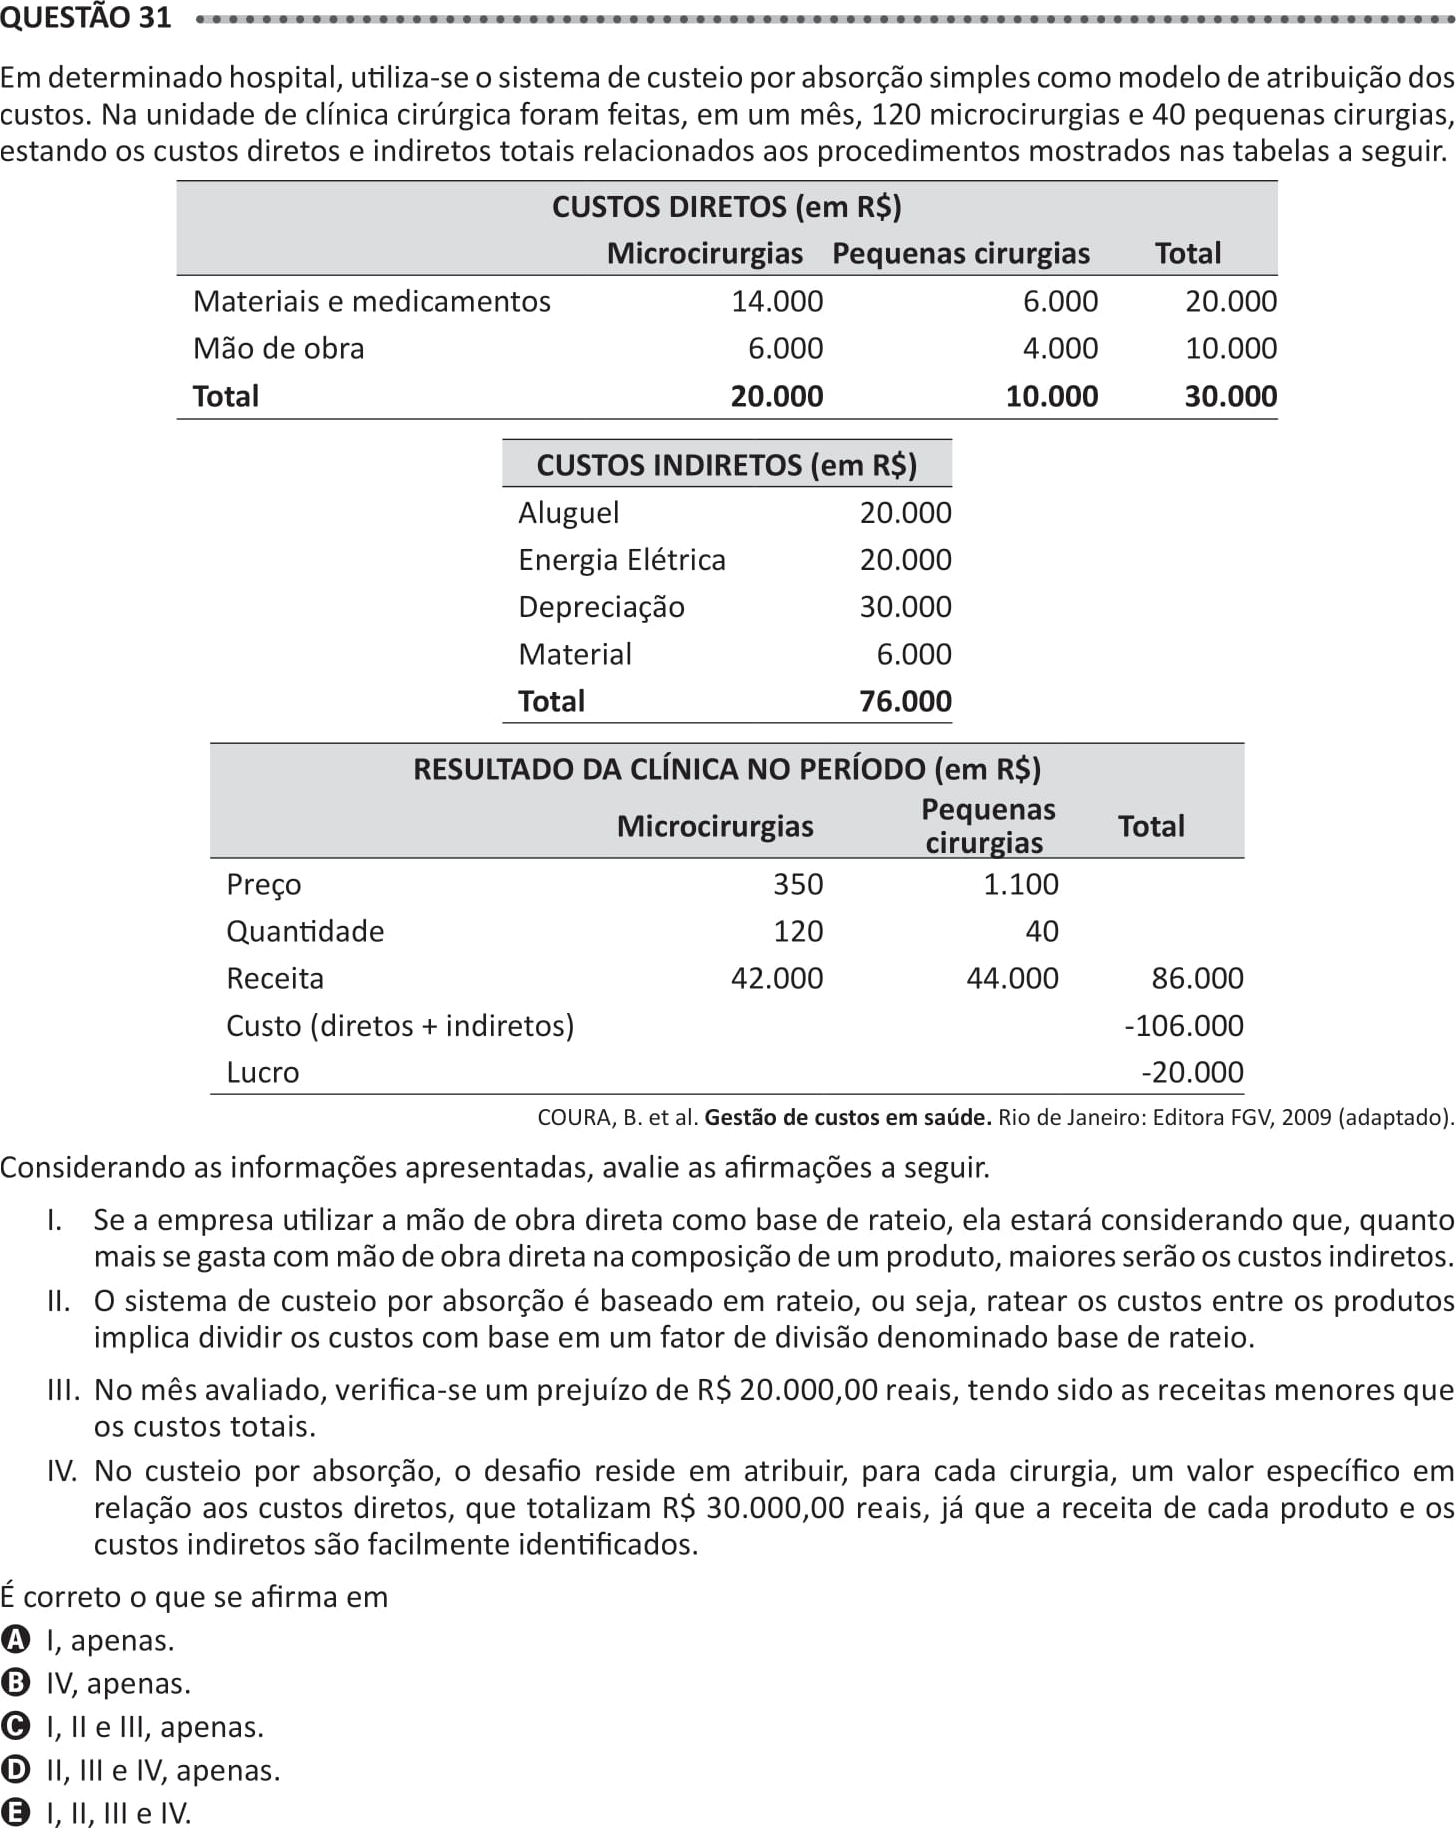 QUESTÃO 31
Em determinado hospital, utiliza-se o sistema de custeio por absorção simples como modelo de atribuição dos
custos. Na unidade de clínica cirúrgica foram feitas, em um mês, 120 microcirurgias e 40 pequenas cirurgias,
estando os custos diretos e indiretos totais relacionados aos procedimentos mostrados nas tabelas a seguir.
CUSTOS DIRETOS (em R$)
Microcirurgias Pequenas cirurgias Total
Materiais e medicamentos 14.000 6.000 20.000
Mão de obra 6.000 4.000 10.000
Total 20.000 10.000 30.000
CUSTOS INDIRETOS (em R$)
Aluguel 20.000
Energia Elétrica 20.000
Depreciação 30.000
Material 6.000
Total 76.000
RESULTADO DA CLÍNICA NO PERÍODO (em R$)
Microcirurgias Pequenas cirurgias Total
Preço 350 1.100
Quantidade 120 40
Receita 42.000 44.000 86.000
Custo (diretos + indiretos) -106.000
Lucro -20.000
COURA, B. et al. Gestão de custos em saúde. Rio de Janeiro: Editora FGV, 2009 (adaptado).
Considerando as informações apresentadas, avalie as afirmações a seguir.
I. Se a empresa utilizar a mão de obra direta como base de rateio, ela estará considerando que, quanto
mais se gasta com mão de obra direta na composição de um produto, maiores serão os custos indiretos.
II. O sistema de custeio por absorção é baseado em rateio, ou seja, ratear os custos entre os produtos
implica dividir os custos com base em um fator de divisão denominado base de rateio.
III. No mês avaliado, verifica-se um prejuízo de R$ 20.000,00 reais, tendo sido as receitas menores que
os custos totais.
IV. No custeio por absorção, o desafio reside em atribuir, para cada cirurgia, um valor específico em
relação aos custos diretos, que totalizam R$ 30.000,00 reais, já que a receita de cada produto e os
custos indiretos são facilmente identificados.
É correto o que se afirma em
A I, apenas.
B IV, apenas.
C I, II e III, apenas.
D II, III e IV, apenas.
E I, II, III e IV.